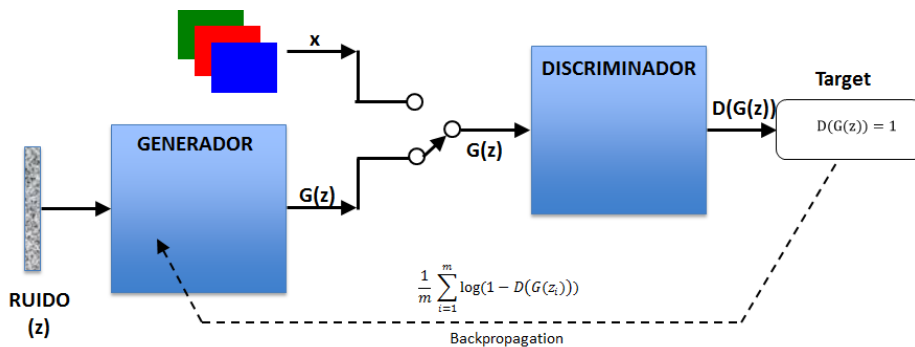 x
DISCRIMINADOR
Target
D(G(z))
D(G(z)) = 1
GENERADOR
G(z)
G(z)
RUIDO
(z)
1/m ∑_{i=1}^{m} log(1 − D(G(z_i)))
Backpropagation